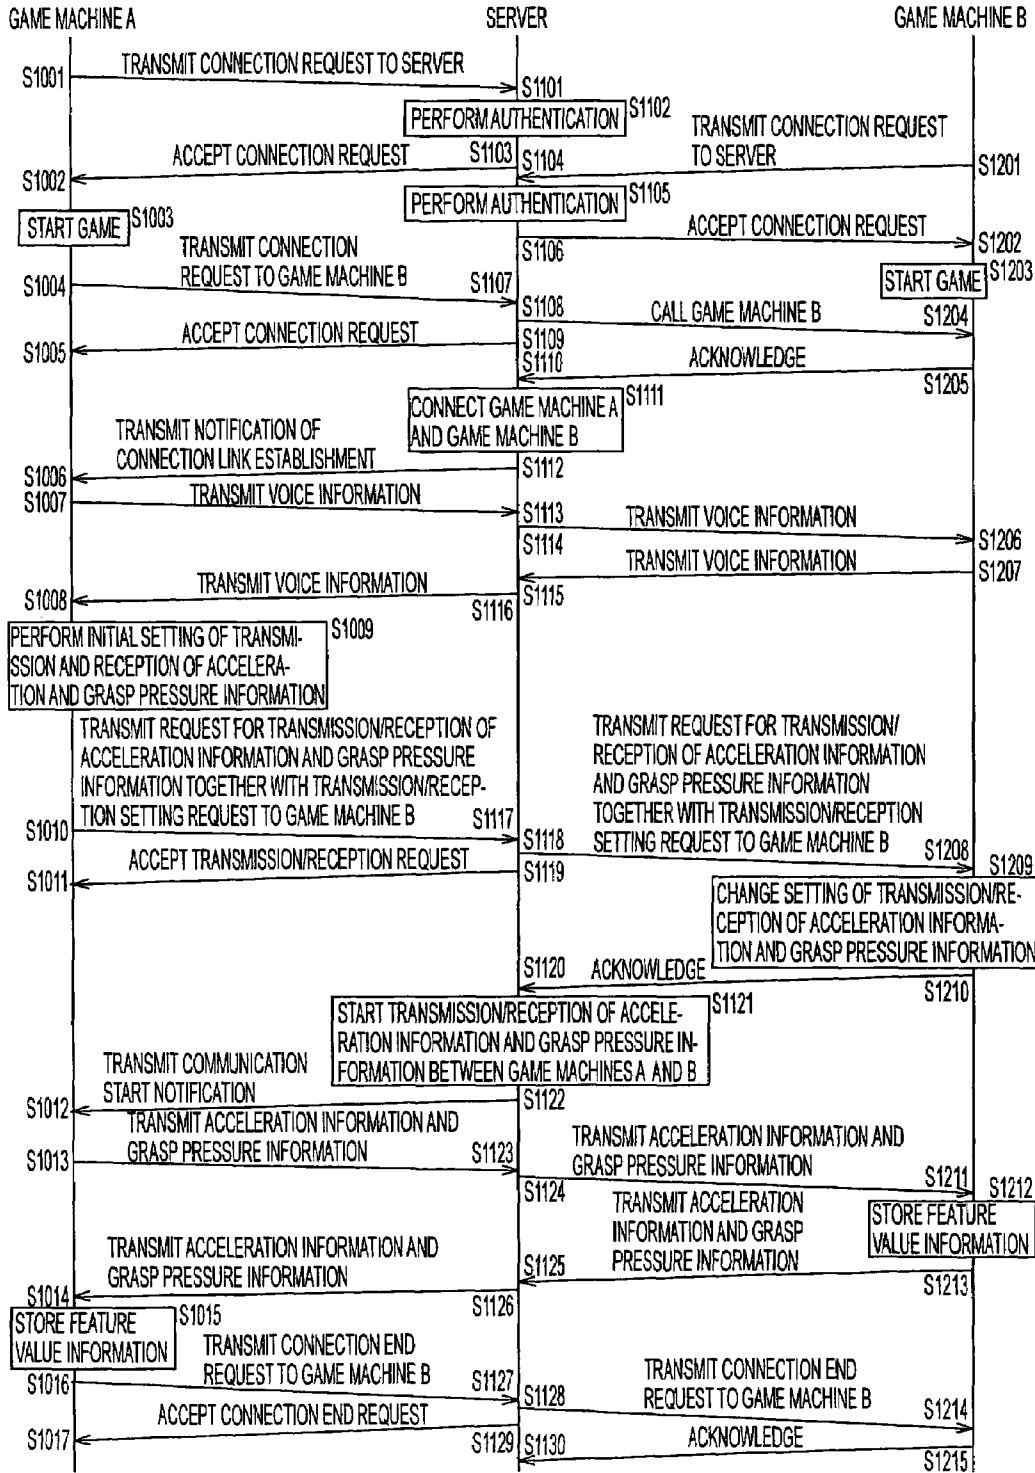 GAME MACHINE A
SERVER
GAME MACHINE B
TRANSMIT CONNECTION REQUEST TO SERVER
S1001
S1101
PERFORM AUTHENTICATION
S1102
TRANSMIT CONNECTION REQUEST
TO SERVER
ACCEPT CONNECTION REQUEST
S1103
S1104
S1201
S1002
PERFORM AUTHENTICATION
S1105
START GAME
S1003
ACCEPT CONNECTION REQUEST
S1106
S1202
TRANSMIT CONNECTION
REQUEST TO GAME MACHINE B
S1004
S1107
START GAME
S1203
S1108
CALL GAME MACHINE B
S1204
ACCEPT CONNECTION REQUEST
S1005
S1109
S1110
ACKNOWLEDGE
S1205
CONNECT GAME MACHINE A
AND GAME MACHINE B
S1111
TRANSMIT NOTIFICATION OF
CONNECTION LINK ESTABLISHMENT
S1006
S1112
S1007
TRANSMIT VOICE INFORMATION
S1113
S1114
TRANSMIT VOICE INFORMATION
S1206
TRANSMIT VOICE INFORMATION
S1207
TRANSMIT VOICE INFORMATION
S1008
S1116
S1115
PERFORM INITIAL SETTING OF TRANSMI-
SSION AND RECEPTION OF ACCELERA-
TION AND GRASP PRESSURE INFORMATION
S1009
TRANSMIT REQUEST FOR TRANSMISSION/RECEPTION OF
ACCELERATION INFORMATION AND GRASP PRESSURE
INFORMATION TOGETHER WITH TRANSMISSION/RECEP-
TION SETTING REQUEST TO GAME MACHINE B
S1010
S1117
TRANSMIT REQUEST FOR TRANSMISSION/
RECEPTION OF ACCELERATION INFORMATION
AND GRASP PRESSURE INFORMATION
TOGETHER WITH TRANSMISSION/RECEPTION
SETTING REQUEST TO GAME MACHINE B
S1118
S1208
ACCEPT TRANSMISSION/RECEPTION REQUEST
S1011
S1119
S1209
CHANGE SETTING OF TRANSMISSION/RE-
CEPTION OF ACCELERATION INFORMA-
TION AND GRASP PRESSURE INFORMATION
S1120
ACKNOWLEDGE
S1210
START TRANSMISSION/RECEPTION OF ACCELE-
RATION INFORMATION AND GRASP PRESSURE IN-
FORMATION BETWEEN GAME MACHINES A AND B
S1121
TRANSMIT COMMUNICATION
START NOTIFICATION
S1012
S1122
TRANSMIT ACCELERATION INFORMATION AND
GRASP PRESSURE INFORMATION
S1013
S1123
TRANSMIT ACCELERATION INFORMATION AND
GRASP PRESSURE INFORMATION
S1124
S1211
S1212
STORE FEATURE
VALUE INFORMATION
TRANSMIT ACCELERATION
INFORMATION AND GRASP
PRESSURE INFORMATION
S1125
S1213
TRANSMIT ACCELERATION INFORMATION AND
GRASP PRESSURE INFORMATION
S1014
S1126
STORE FEATURE
VALUE INFORMATION
S1015
TRANSMIT CONNECTION END
REQUEST TO GAME MACHINE B
S1016
S1127
S1128
TRANSMIT CONNECTION END
REQUEST TO GAME MACHINE B
S1214
ACCEPT CONNECTION END REQUEST
S1017
S1129
S1130
ACKNOWLEDGE
S1215